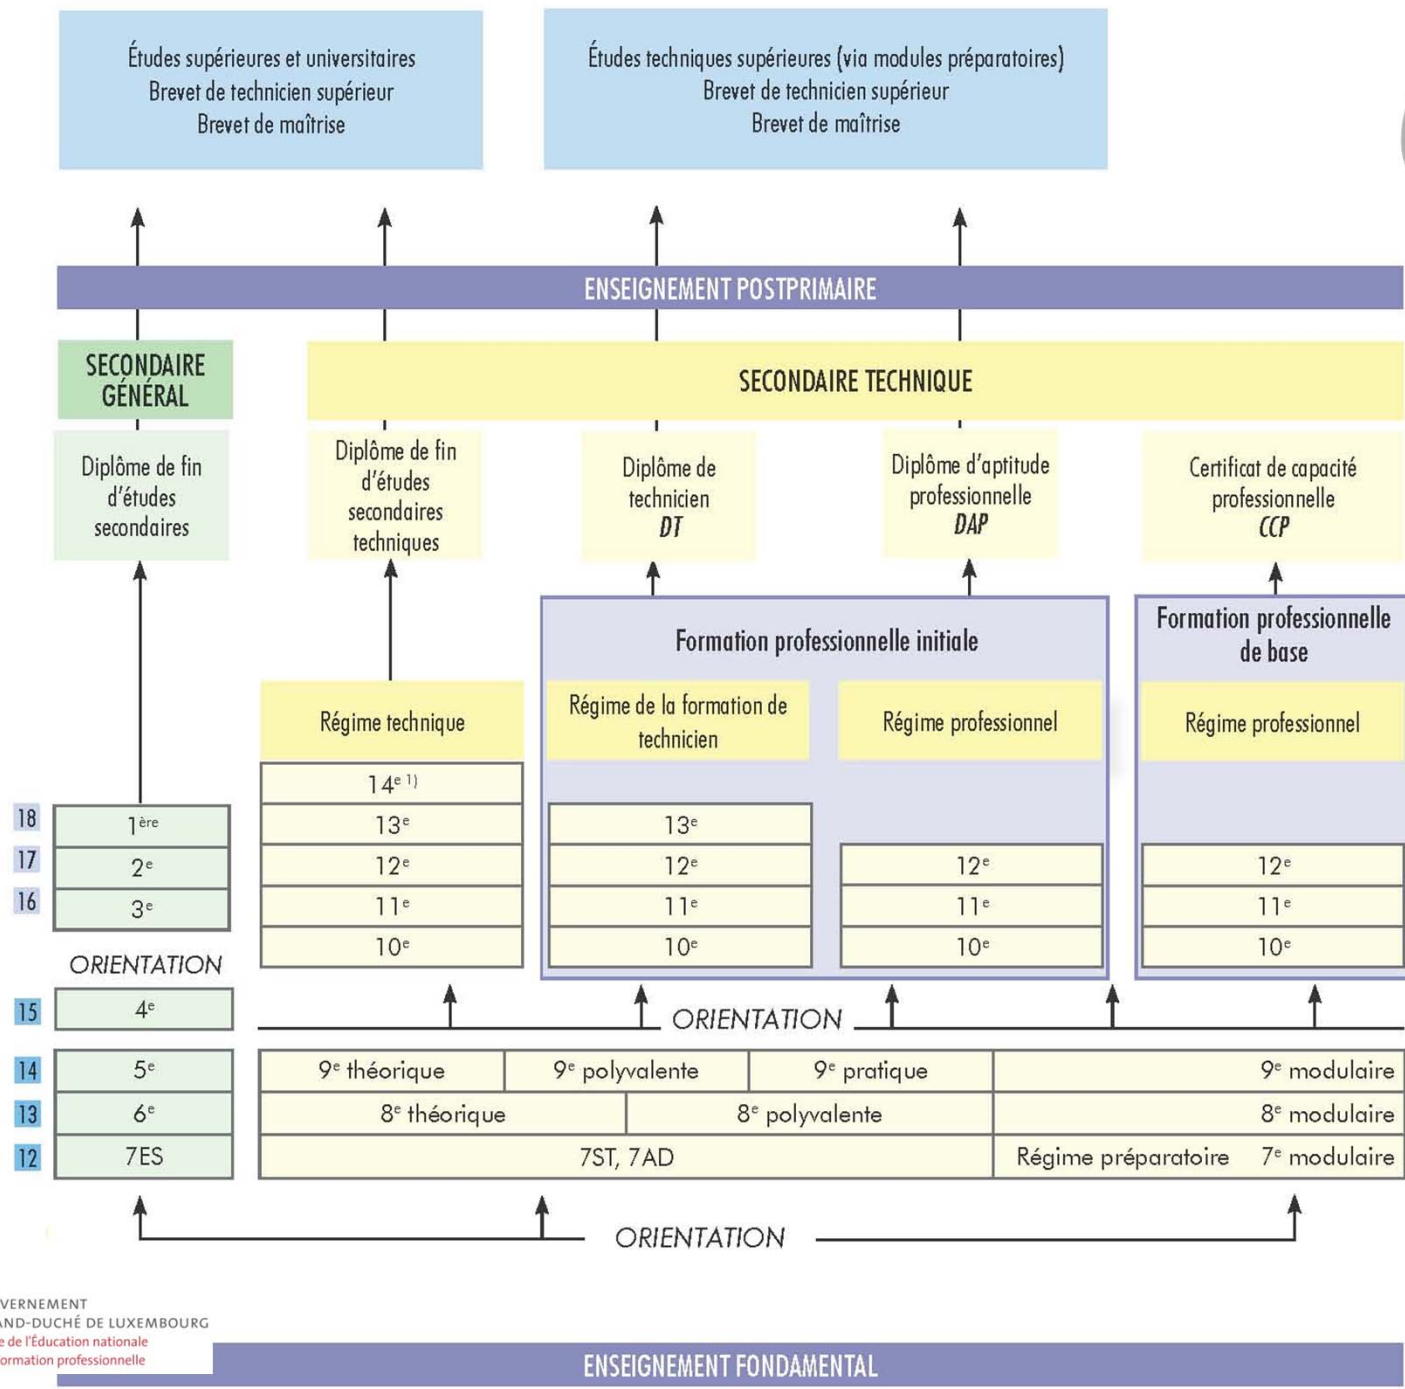 Études supérieures et universitaires
Brevet de technicien supérieur
Brevet de maîtrise
Études techniques supérieures (via modules préparatoires)
Brevet de technicien supérieur
Brevet de maîtrise
ENSEIGNEMENT POSTPRIMAIRE
SECONDAIRE
GÉNÉRAL
SECONDAIRE TECHNIQUE
Diplôme de fin
d'études
secondaires
Diplôme de fin
d'études
secondaires
techniques
Diplôme de
technicien
DT
Diplôme d'aptitude
professionnelle
DAP
Certificat de capacité
professionnelle
CCP
Formation professionnelle initiale
Formation professionnelle
de base
Régime technique
Régime de la formation de
technicien
Régime professionnel
Régime professionnel
14e 1)
18 1ère 13e 13e
17 2e 12e 12e 12e 12e
16 3e 11e 11e 11e 11e
10e 10e 10e 10e
ORIENTATION
15 4e
ORIENTATION
14 5e 9e théorique 9e polyvalente 9e pratique 9e modulaire
13 6e 8e théorique 8e polyvalente 8e modulaire
12 7ES 7ST, 7AD Régime préparatoire 7e modulaire
ORIENTATION
VERNEMENT
AND-DUCHÉ DE LUXEMBOURG
e de l'Éducation nationale
ormation professionnelle
ENSEIGNEMENT FONDAMENTAL